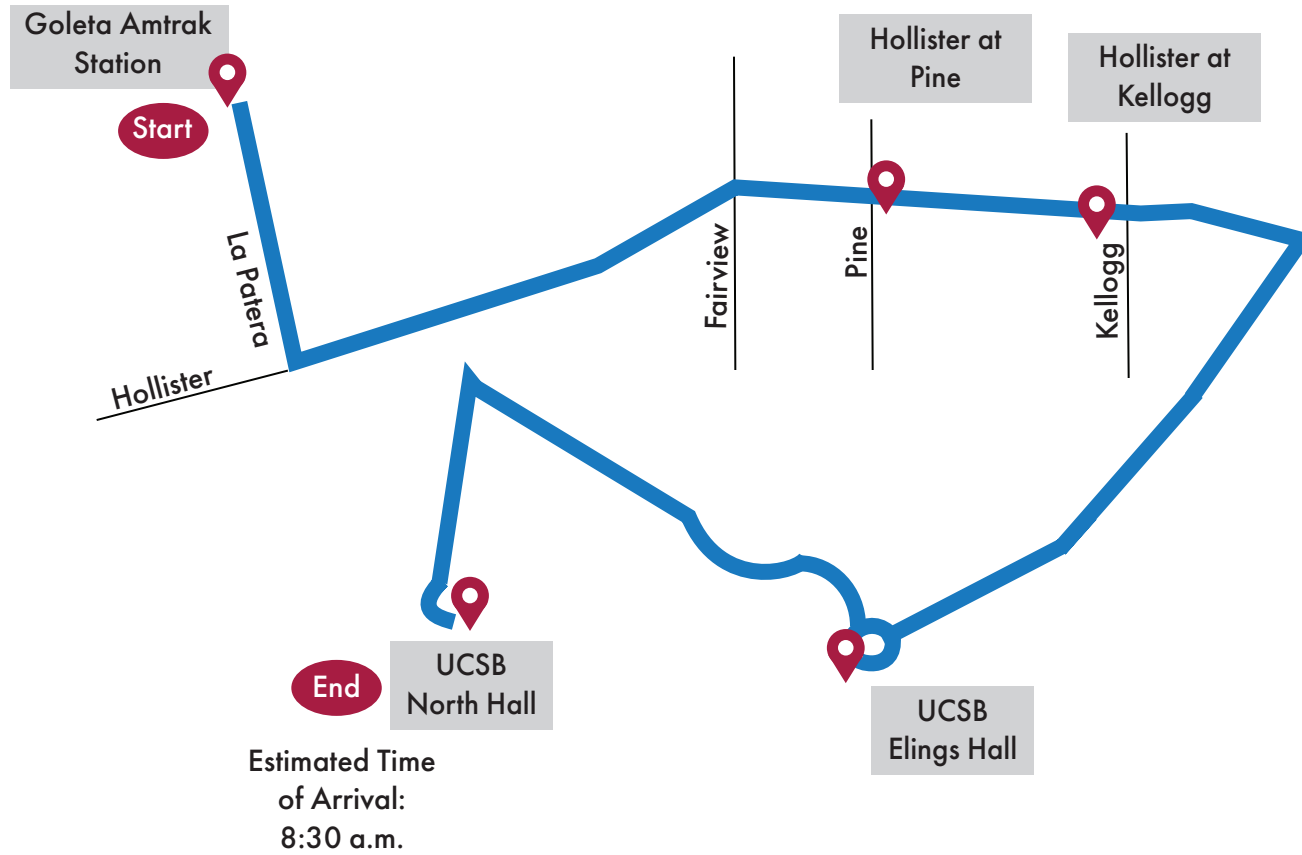 Goleta Amtrak
Station
Start
La Patera
Hollister
Fairview
Hollister at
Pine
Pine
Hollister at
Kellogg
Kellogg
End
UCSB
North Hall
UCSB
Elings Hall
Estimated Time
of Arrival:
8:30 a.m.